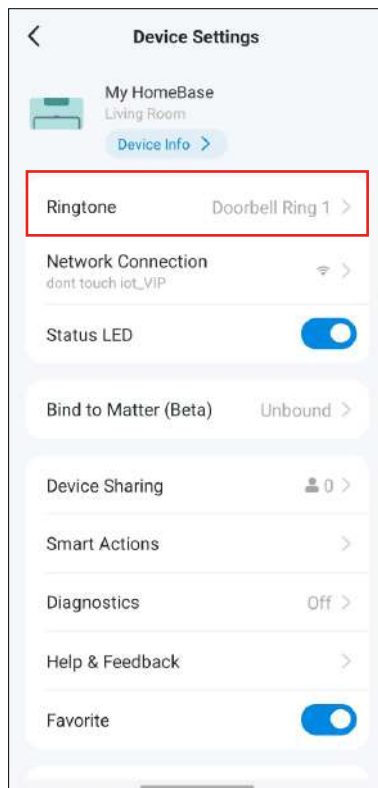 Device Settings
My HomeBase
Living Room
Device Info >
Ringtone Doorbell Ring 1 >
Network Connection
dont touch iot_VIP
Status LED
Bind to Matter (Beta) Unbound >
Device Sharing 0 >
Smart Actions
Diagnostics Off >
Help & Feedback
Favorite